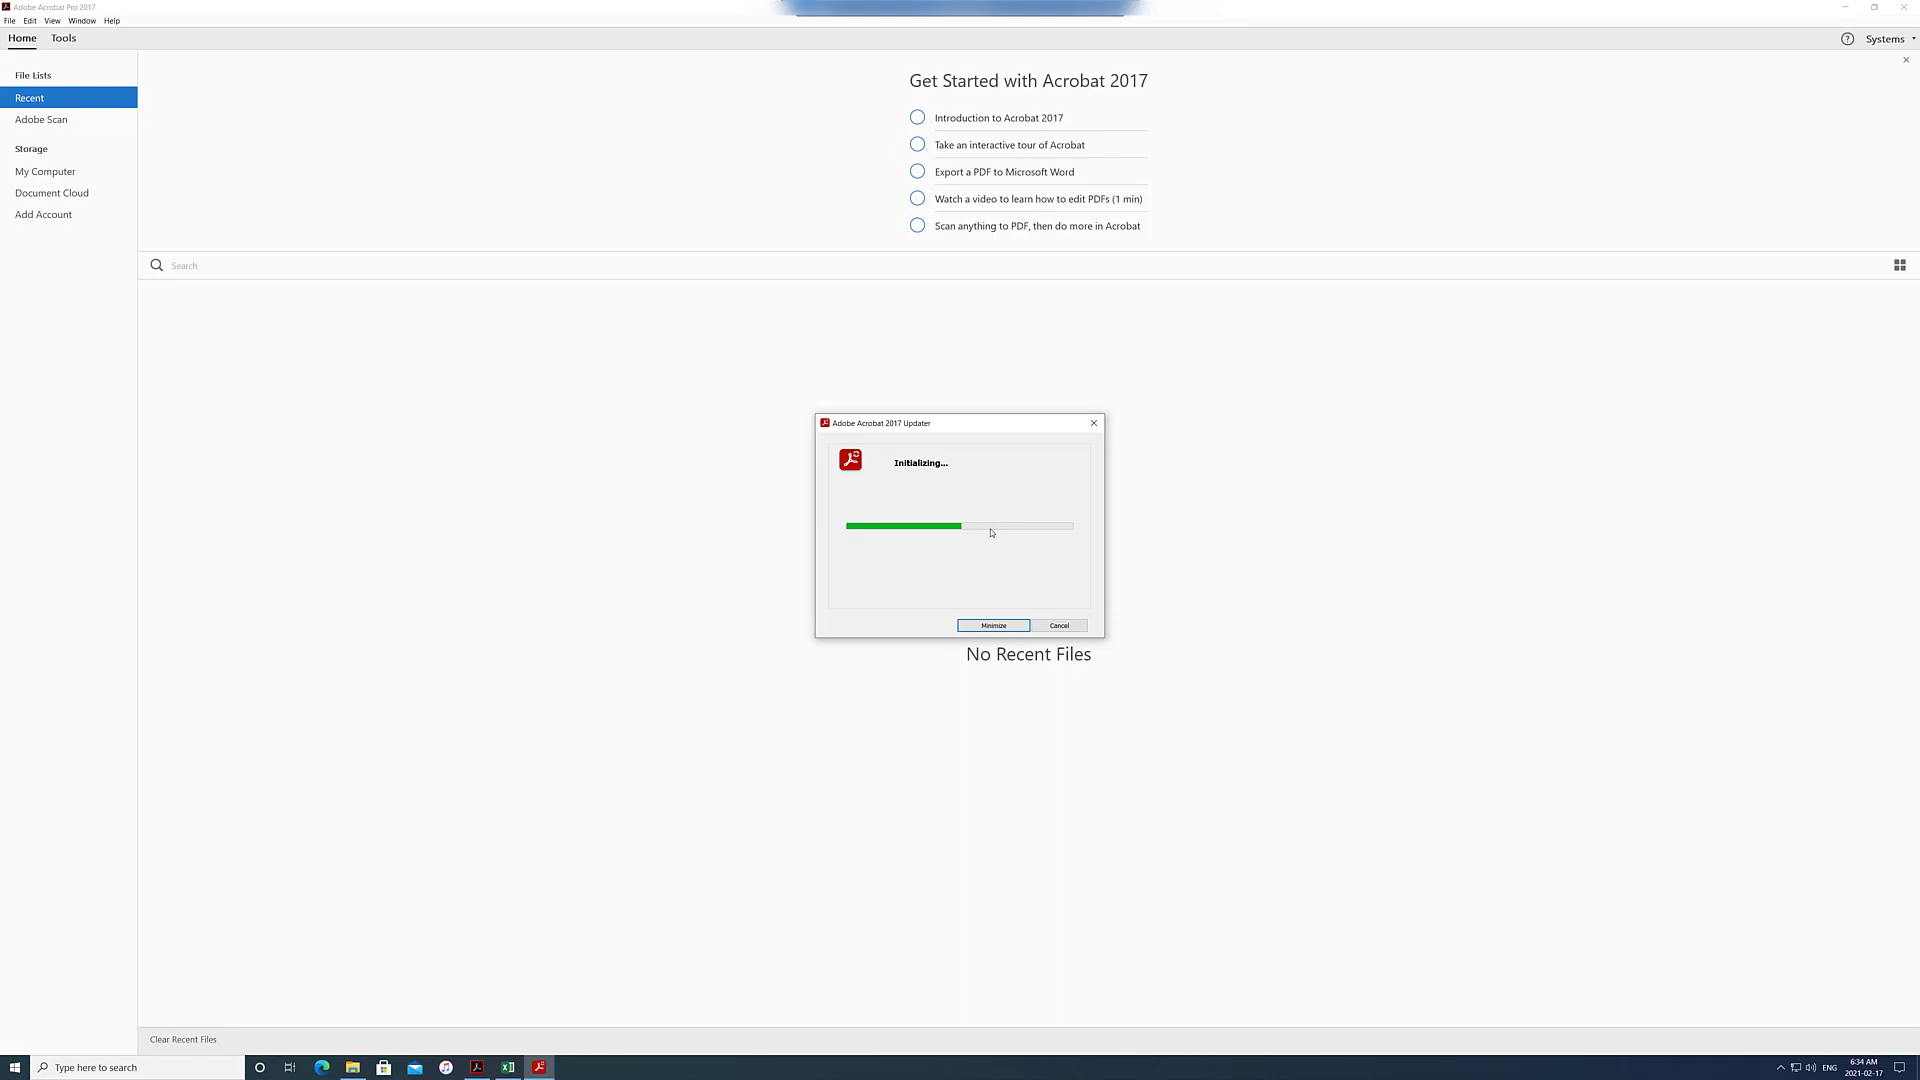 Adobe Acrobat Pro 2017
File Edit View Window Help
Home Tools
Systems
File Lists
Recent
Adobe Scan
Storage
My Computer
Document Cloud
Add Account
Get Started with Acrobat 2017
Introduction to Acrobat 2017
Take an interactive tour of Acrobat
Export a PDF to Microsoft Word
Watch a video to learn how to edit PDFs (1 min)
Scan anything to PDF, then do more in Acrobat
Search
Adobe Acrobat 2017 Updater
Initializing...
Minimize Cancel
No Recent Files
Clear Recent Files
Type here to search
ENG
6:34 AM
2021-02-17